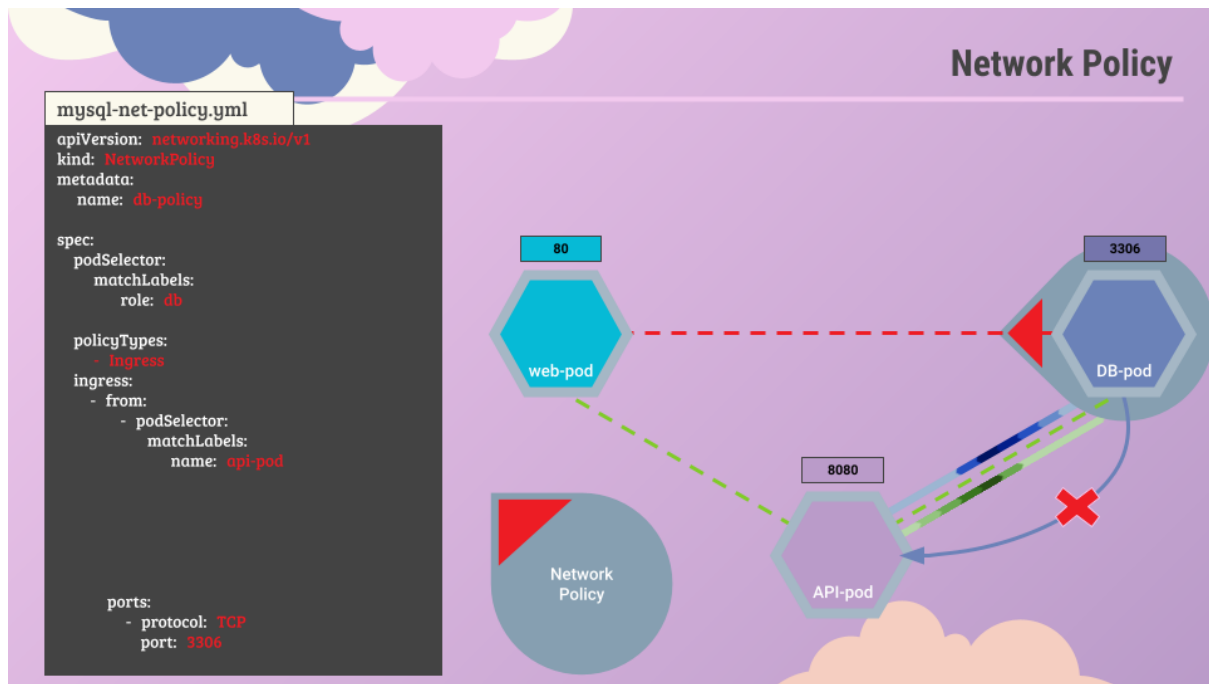 Network Policy
mysql-net-policy.yml
apiVersion: networking.k8s.io/v1
kind: NetworkPolicy
metadata:
name: db-policy
spec:
podSelector:
matchLabels:
role: db
policyTypes:
- Ingress
ingress:
- from:
- podSelector:
matchLabels:
name: api-pod
ports:
- protocol: TCP
port: 3306
80
web-pod
3306
DB-pod
8080
API-pod
Network
Policy